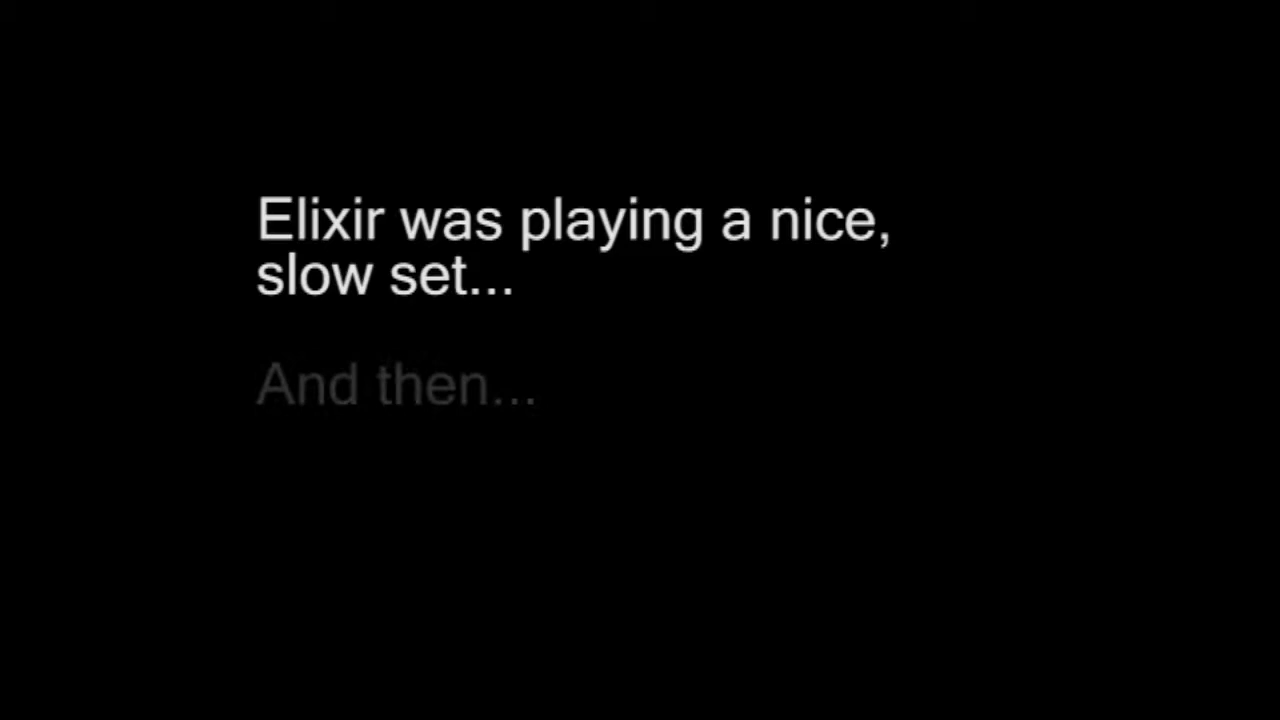 Elixir was playing a nice,
slow set...
And then...